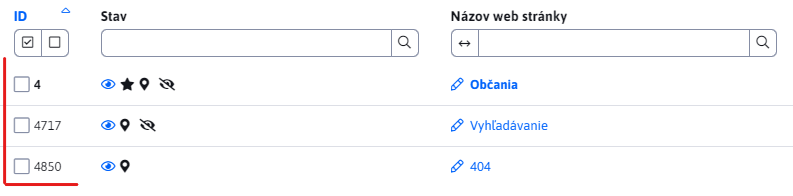 ID Stav Názov web stránky
4 Občania
4717 Vyhľadávanie
4850 404